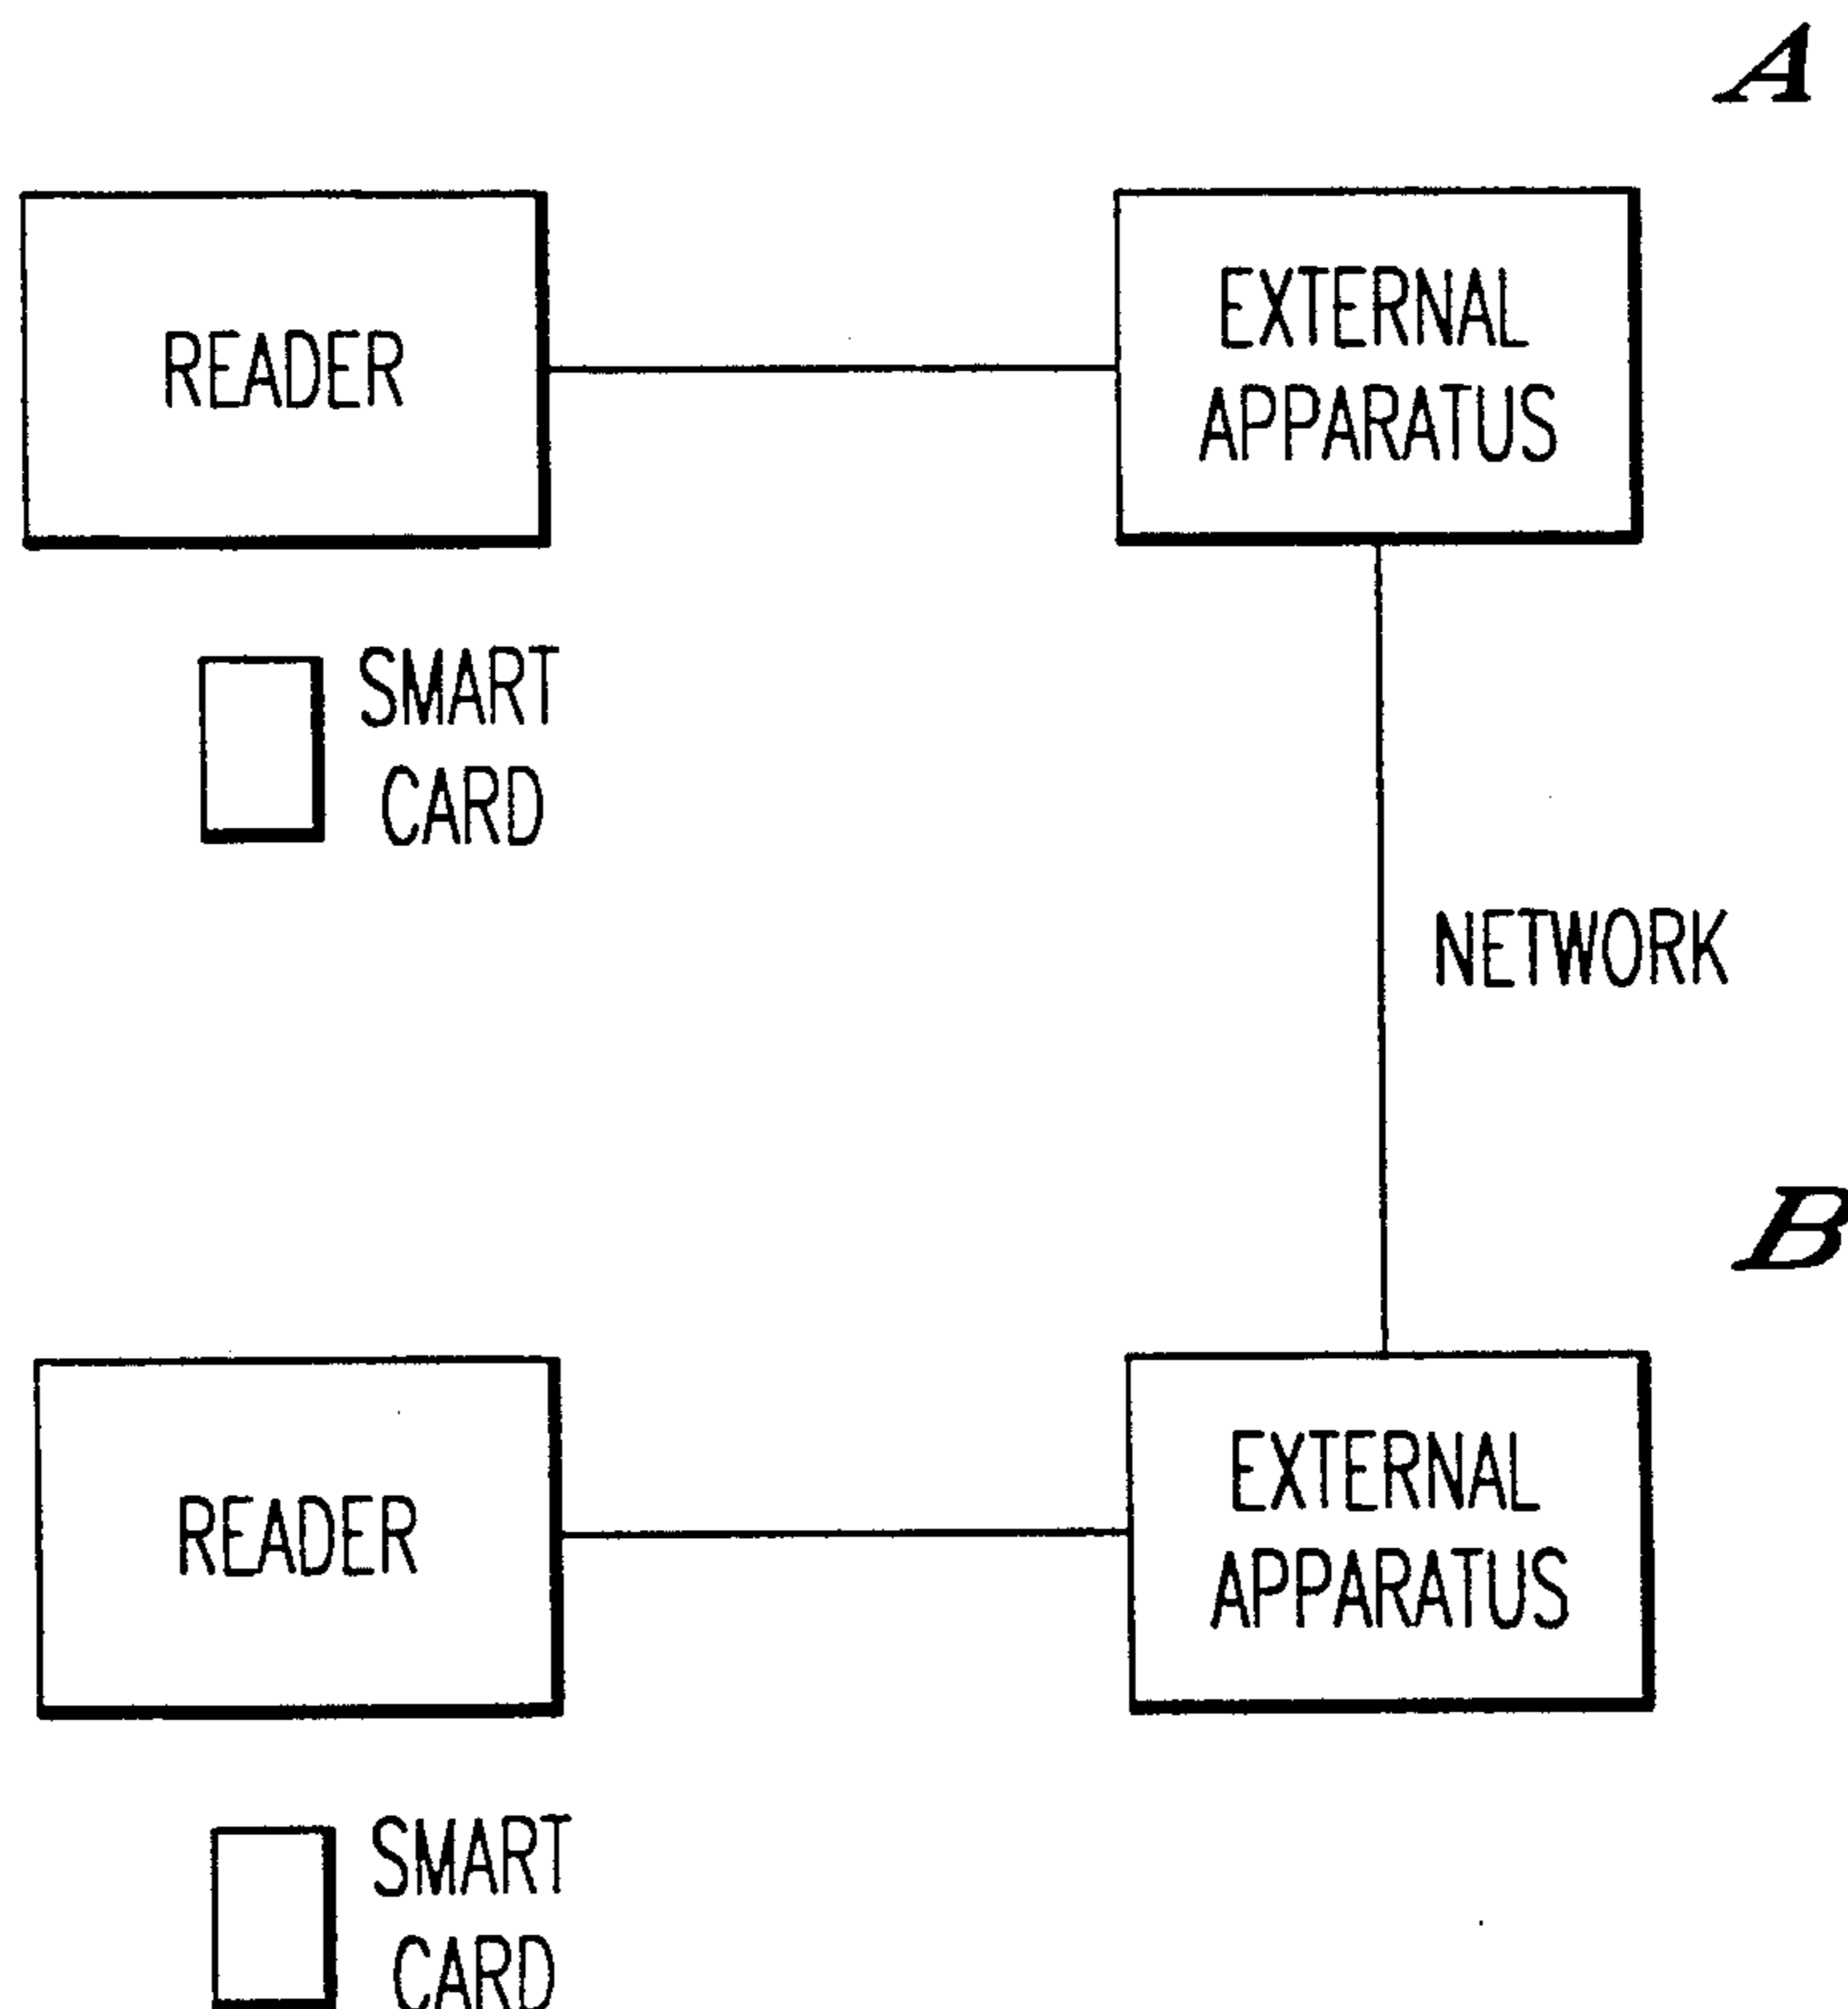 A
READER
EXTERNAL
APPARATUS
SMART
CARD
NETWORK
B
READER
EXTERNAL
APPARATUS
SMART
CARD